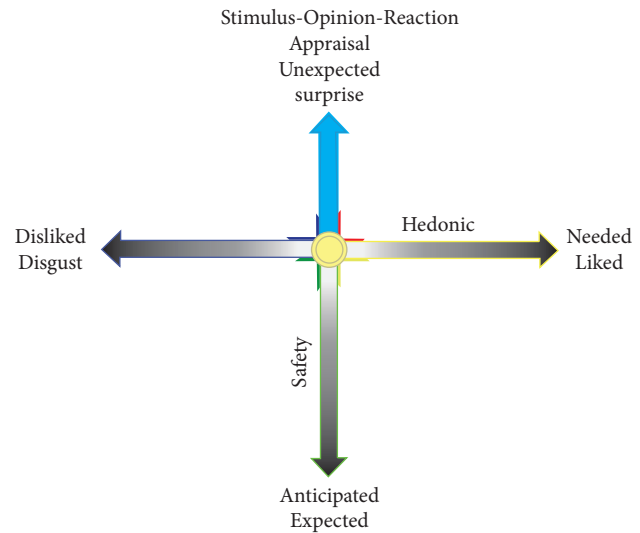 Stimulus-Opinion-Reaction
Appraisal
Unexpected
surprise
Disliked
Disgust
Hedonic
Needed
Liked
Safety
Anticipated
Expected